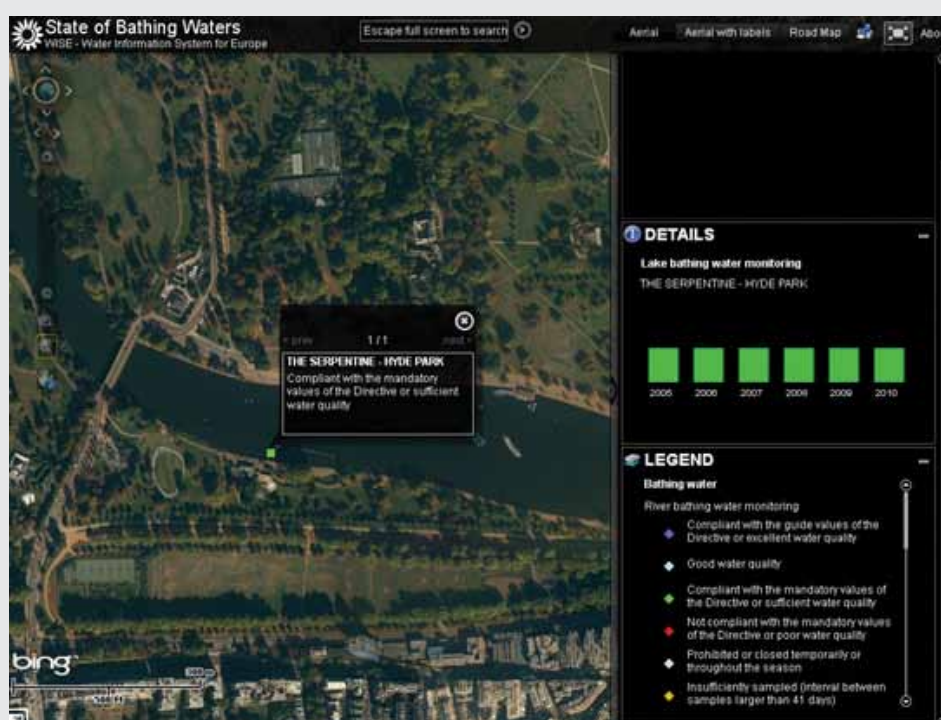 State of Bathing Waters
WISE - Water Information System for Europe
Escape full screen to search
Aerial
Aerial with labels
Road Map
Abo
DETAILS
Lake bathing water monitoring
THE SERPENTINE - HYDE PARK
2005 2006 2007 2008 2009 2010
< prev 1 / 1 next >
THE SERPENTINE - HYDE PARK
Compliant with the mandatory
values of the Directive or sufficient
water quality
LEGEND
Bathing water
River bathing water monitoring
Compliant with the guide values of the
Directive or excellent water quality
Good water quality
Compliant with the mandatory values of
the Directive or sufficient water quality
Not compliant with the mandatory values
of the Directive or poor water quality
Prohibited or closed temporarily or
throughout the season
Insufficiently sampled (interval between
samples larger than 41 days)
bing